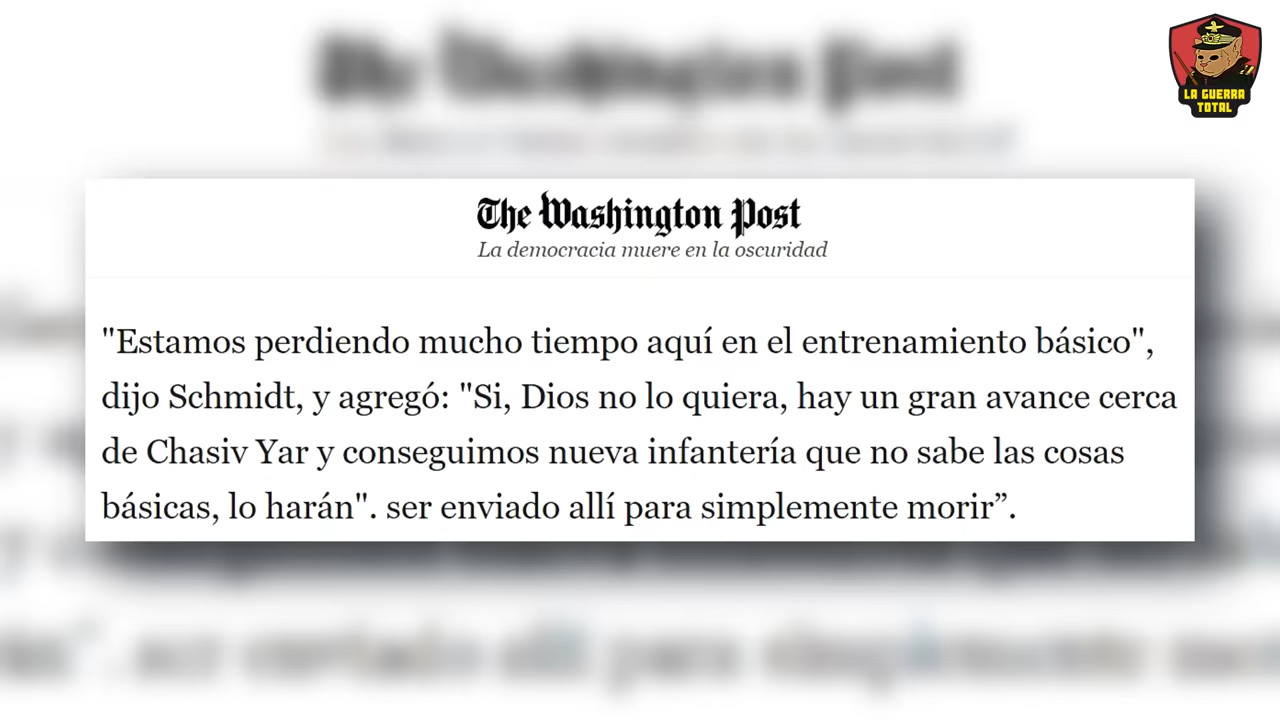 LA GUERRA
TOTAL
The Washington Post
La democracia muere en la oscuridad
"Estamos perdiendo mucho tiempo aquí en el entrenamiento básico",
dijo Schmidt, y agregó: "Si, Dios no lo quiera, hay un gran avance cerca
de Chasiv Yar y conseguimos nueva infantería que no sabe las cosas
básicas, lo harán". ser enviado allí para simplemente morir”.